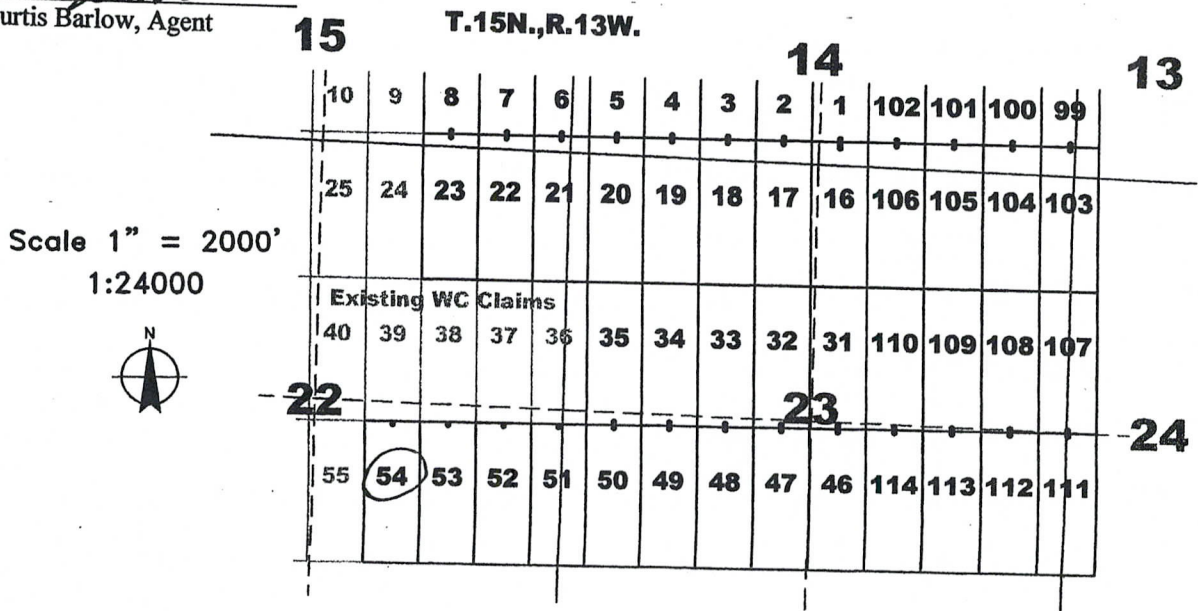 urtis Barlow, Agent
T.15N.,R.13W.
15
14
13
10 9 8 7 6 5 4 3 2 1 102 101 100 99
25 24 23 22 21 20 19 18 17 16 106 105 104 103
Scale 1" = 2000'
1:24000
Existing WC Claims
N
40 39 38 37 36 35 34 33 32 31 110 109 108 107
22
23
24
55 54 53 52 51 50 49 48 47 46 114 113 112 111